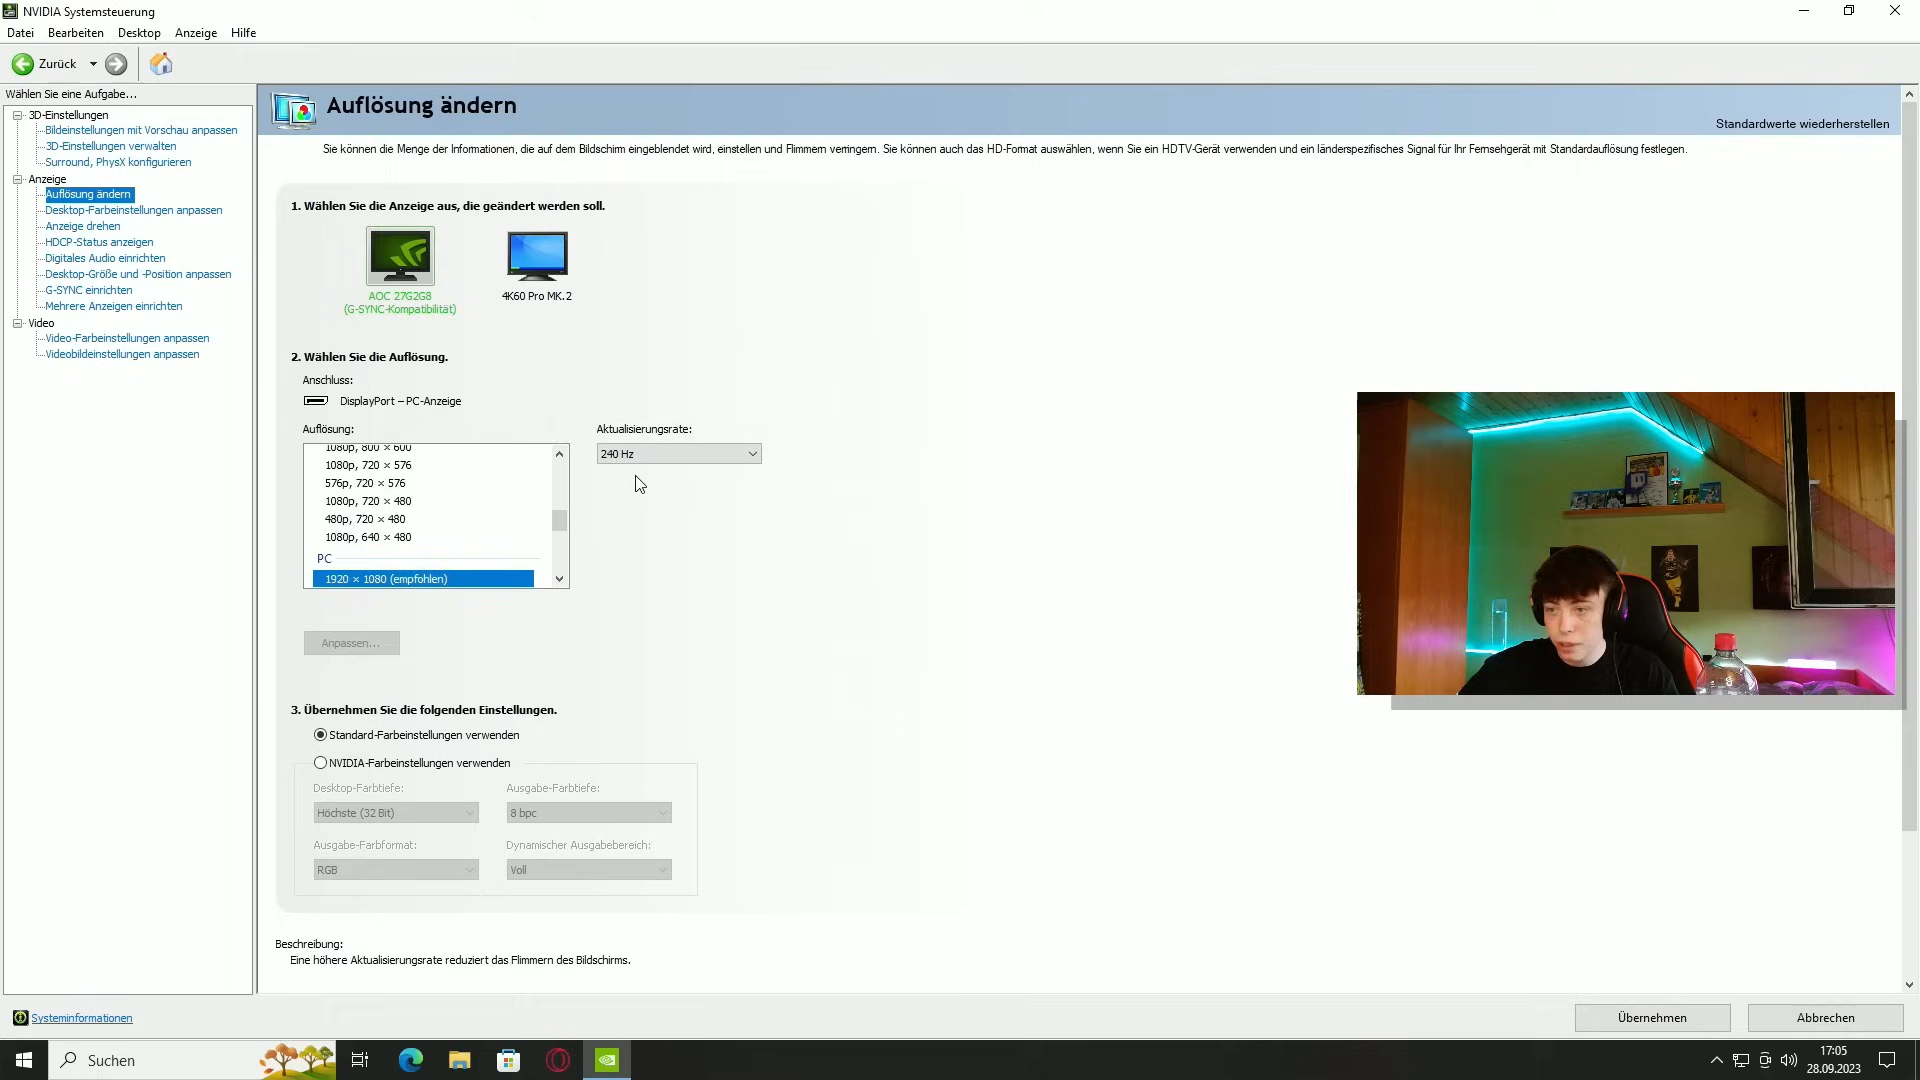 NVIDIA Systemsteuerung
Datei Bearbeiten Desktop Anzeige Hilfe
Zurück
Wählen Sie eine Aufgabe...
3D-Einstellungen
Bildeinstellungen mit Vorschau anpassen
3D-Einstellungen verwalten
Surround, PhysX konfigurieren
Anzeige
Auflösung ändern
Desktop-Farbeinstellungen anpassen
Anzeige drehen
HDCP-Status anzeigen
Digitales Audio einrichten
Desktop-Größe und -Position anpassen
G-SYNC einrichten
Mehrere Anzeigen einrichten
Video
Video-Farbeinstellungen anpassen
Videobildeinstellungen anpassen
Systeminformationen
Auflösung ändern
Standardwerte wiederherstellen
Sie können die Menge der Informationen, die auf dem Bildschirm eingeblendet wird, einstellen und Flimmern verringern. Sie können auch das HD-Format auswählen, wenn Sie ein HDTV-Gerät verwenden und ein länderspezifisches Signal für Ihr Fernsehgerät mit Standardauflösung festlegen.
1. Wählen Sie die Anzeige aus, die geändert werden soll.
AOC 27G2G8
(G-SYNC-Kompatibilität)
4K60 Pro MK.2
2. Wählen Sie die Auflösung.
Anschluss:
DisplayPort – PC-Anzeige
Auflösung:
1080p, 800 × 600
1080p, 720 × 576
576p, 720 × 576
1080p, 720 × 480
480p, 720 × 480
1080p, 640 × 480
PC
1920 × 1080 (empfohlen)
Aktualisierungsrate:
240 Hz
Anpassen...
3. Übernehmen Sie die folgenden Einstellungen.
Standard-Farbeinstellungen verwenden
NVIDIA-Farbeinstellungen verwenden
Desktop-Farbtiefe: Ausgabe-Farbtiefe:
Höchste (32 Bit) 8 bpc
Ausgabe-Farbformat: Dynamischer Ausgabebereich:
RGB Voll
Beschreibung:
Eine höhere Aktualisierungsrate reduziert das Flimmern des Bildschirms.
Übernehmen Abbrechen
Suchen
17:05
28.09.2023